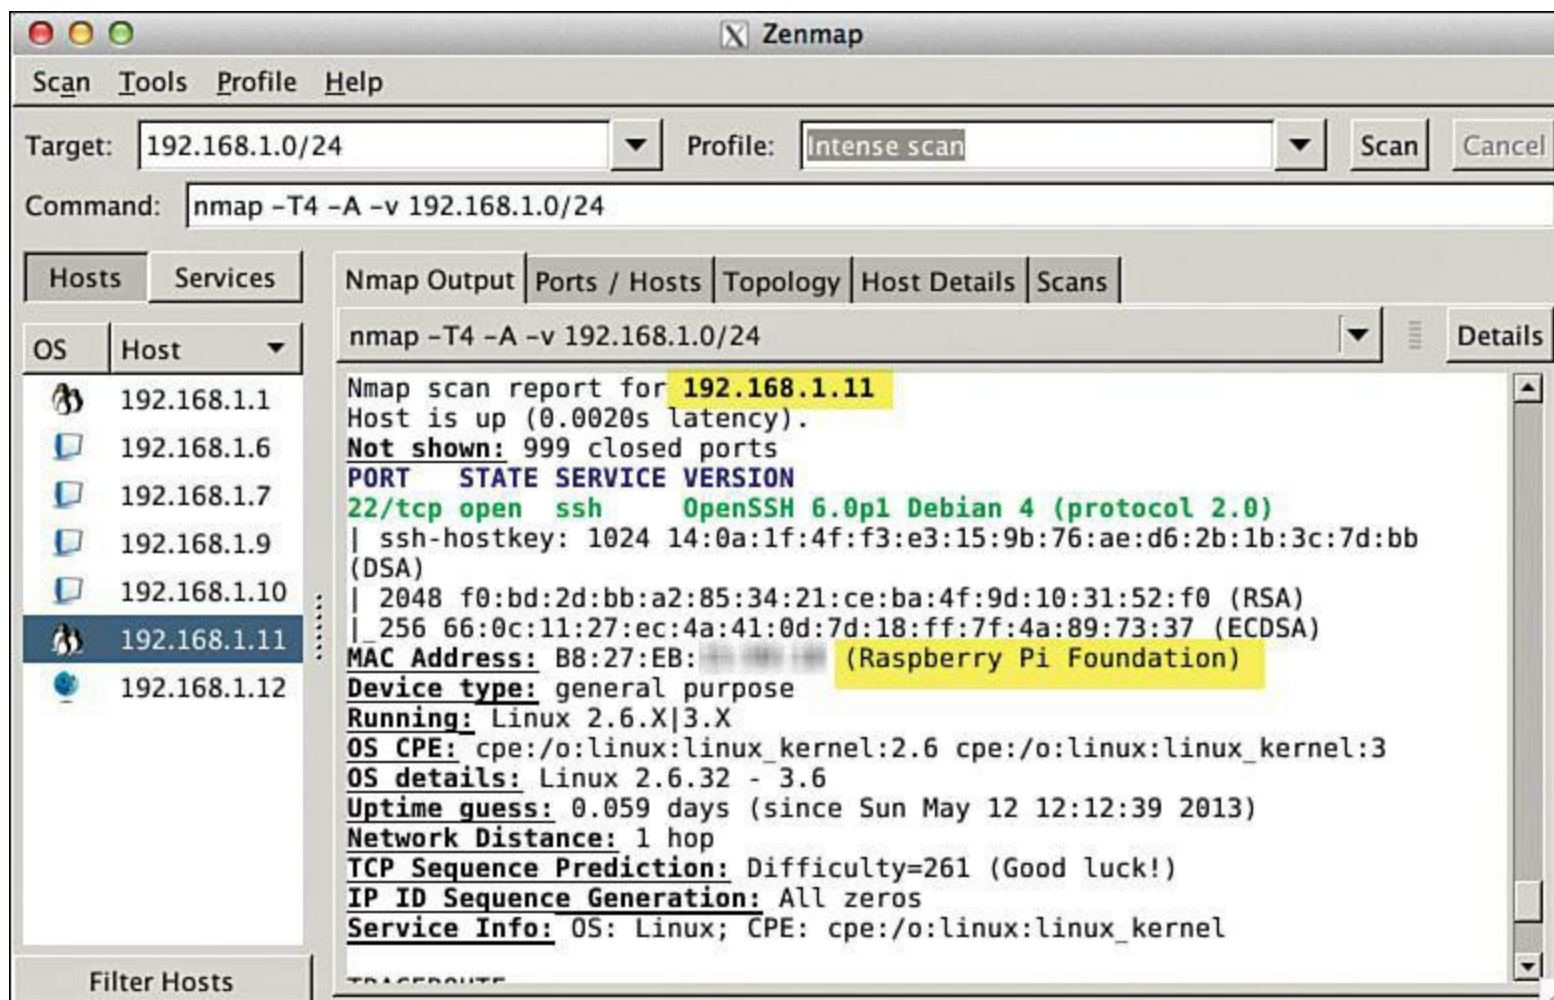 Zenmap
Scan Tools Profile Help
Target: 192.168.1.0/24 Profile: Intense scan Scan Cancel
Command: nmap -T4 -A -v 192.168.1.0/24
Hosts Services Nmap Output Ports / Hosts Topology Host Details Scans
nmap -T4 -A -v 192.168.1.0/24 Details
OS Host
192.168.1.1
192.168.1.6
192.168.1.7
192.168.1.9
192.168.1.10
192.168.1.11
192.168.1.12
Filter Hosts
Nmap scan report for 192.168.1.11
Host is up (0.0020s latency).
Not shown: 999 closed ports
PORT STATE SERVICE VERSION
22/tcp open ssh OpenSSH 6.0p1 Debian 4 (protocol 2.0)
| ssh-hostkey: 1024 14:0a:1f:4f:f3:e3:15:9b:76:ae:d6:2b:1b:3c:7d:bb
(DSA)
| 2048 f0:bd:2d:bb:a2:85:34:21:ce:ba:4f:9d:10:31:52:f0 (RSA)
|_256 66:0c:11:27:ec:4a:41:0d:7d:18:ff:7f:4a:89:73:37 (ECDSA)
MAC Address: B8:27:EB: (Raspberry Pi Foundation)
Device type: general purpose
Running: Linux 2.6.X|3.X
OS CPE: cpe:/o:linux:linux_kernel:2.6 cpe:/o:linux:linux_kernel:3
OS details: Linux 2.6.32 - 3.6
Uptime guess: 0.059 days (since Sun May 12 12:12:39 2013)
Network Distance: 1 hop
TCP Sequence Prediction: Difficulty=261 (Good luck!)
IP ID Sequence Generation: All zeros
Service Info: OS: Linux; CPE: cpe:/o:linux:linux_kernel
TRACEROUTE